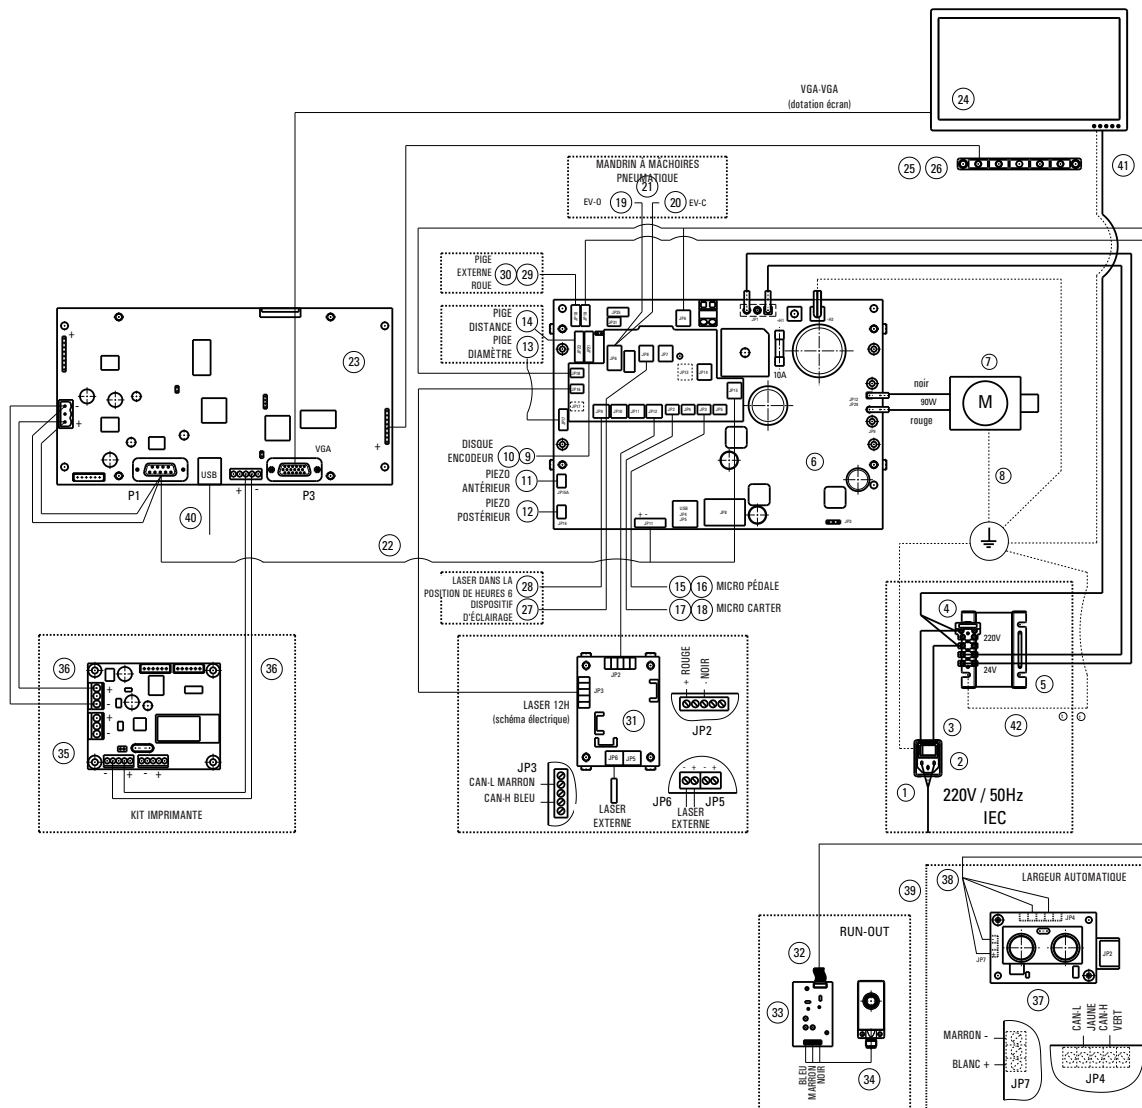 VGA-VGA
(dotation écran)
24
25
26
41
MANDRIN À MÂCHOIRES
PNEUMATIQUE
21
EV-O
19
20
EV-C
PIGE
EXTERNE
ROUE
30
29
PIGE
DISTANCE
14
PIGE
DIAMÈTRE
13
23
10A
7
noir
90W
rouge
M
DISQUE
ENCODEUR
10
9
6
PIEZO
ANTÉRIEUR
11
PIEZO
POSTÉRIEUR
12
8
-
+
VGA
P1
USB
+ -
P3
40
22
+ -
LASER DANS LA
POSITION DE HEURES 6
28
DISPOSITIF
D'ÉCLAIRAGE
27
15
16
MICRO PÉDALE
17
18
MICRO CARTER
4
220V
24V
5
3
42
2
1
220V / 50Hz
IEC
36
36
+
-
+
-
35
- + - +
KIT IMPRIMANTE
JP2
JP3
LASER 12H
(schéma électrique)
31
JP6
JP5
+ ROUGE
- NOIR
JP2
JP3
CAN-L MARRON
CAN-H BLEU
LASER
EXTERNE
- + - +
JP6
JP5
LASER
EXTERNE
39
38
LARGEUR AUTOMATIQUE
JP4
JP7
JP2
37
RUN-OUT
32
33
34
BLEU
MARRON
NOIR
MARRON -
BLANC +
JP7
CAN-L
JAUNE
CAN-H
VERT
JP4